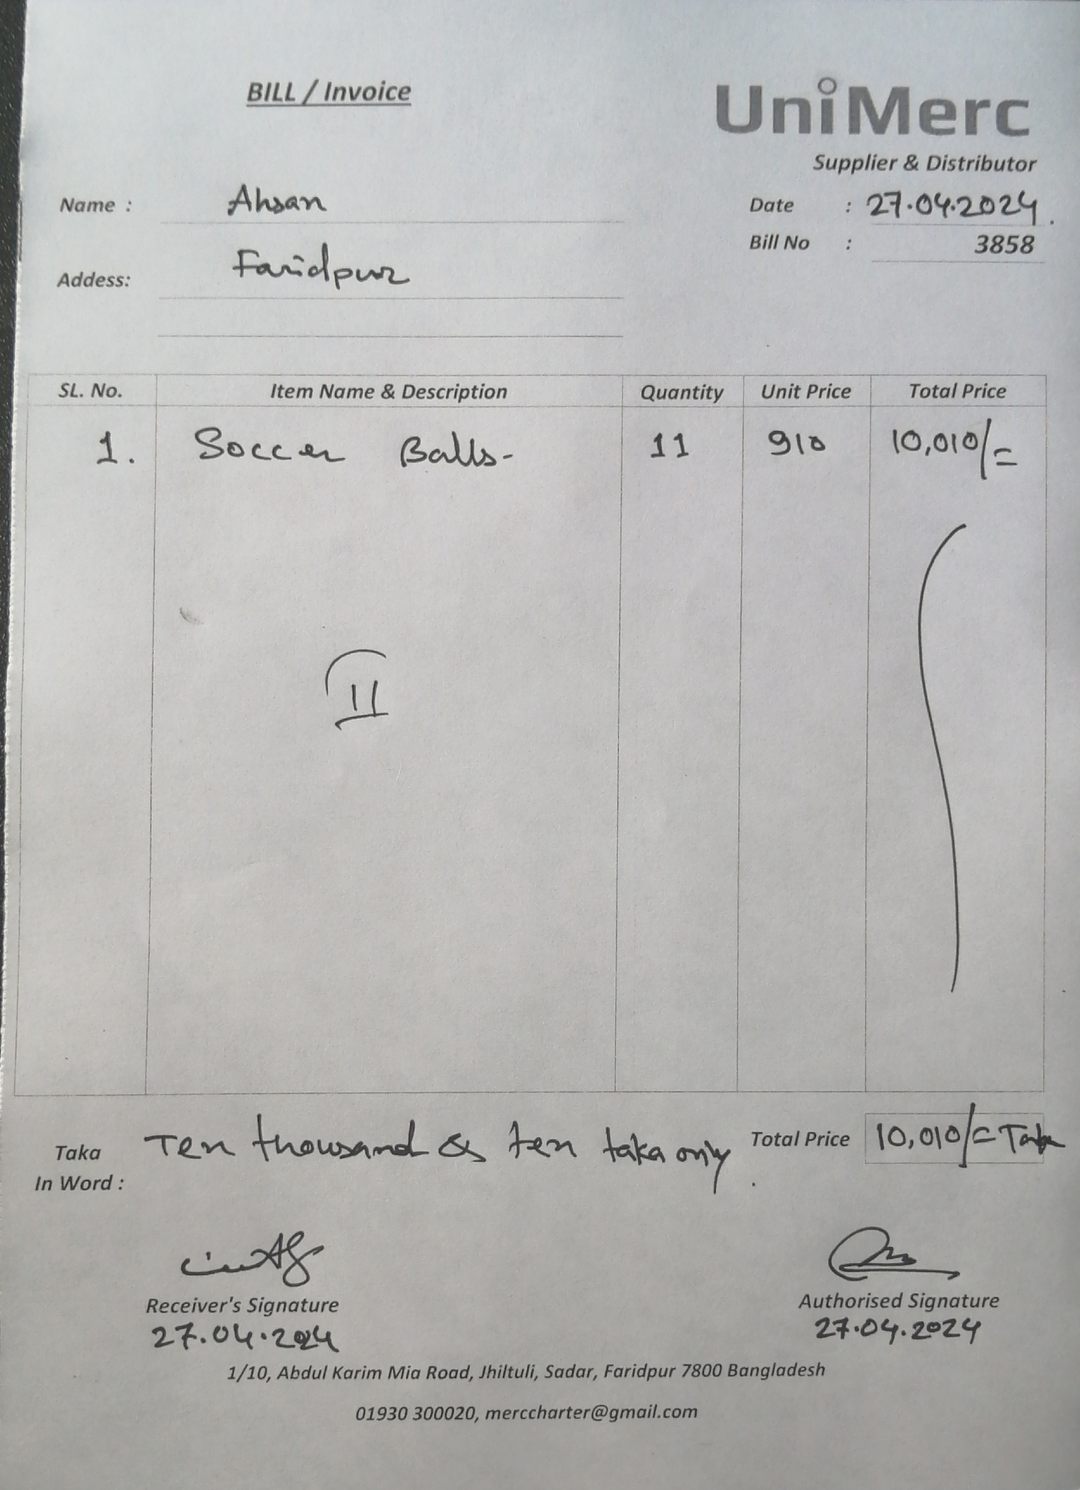 BILL / Invoice
UniMerc
Supplier & Distributor
Name : Ahsan
Date : 27.04.2024.
Bill No : 3858
Addess: Faridpur
SL. No. Item Name & Description Quantity Unit Price Total Price
1. Soccer Balls- 11 910 10,010/=
11
Taka In Word : Ten thousand & ten taka only.
Total Price 10,010/= Taka
Receiver's Signature
27.04.2024
Authorised Signature
27.04.2024
1/10, Abdul Karim Mia Road, Jhiltuli, Sadar, Faridpur 7800 Bangladesh
01930 300020, merccharter@gmail.com